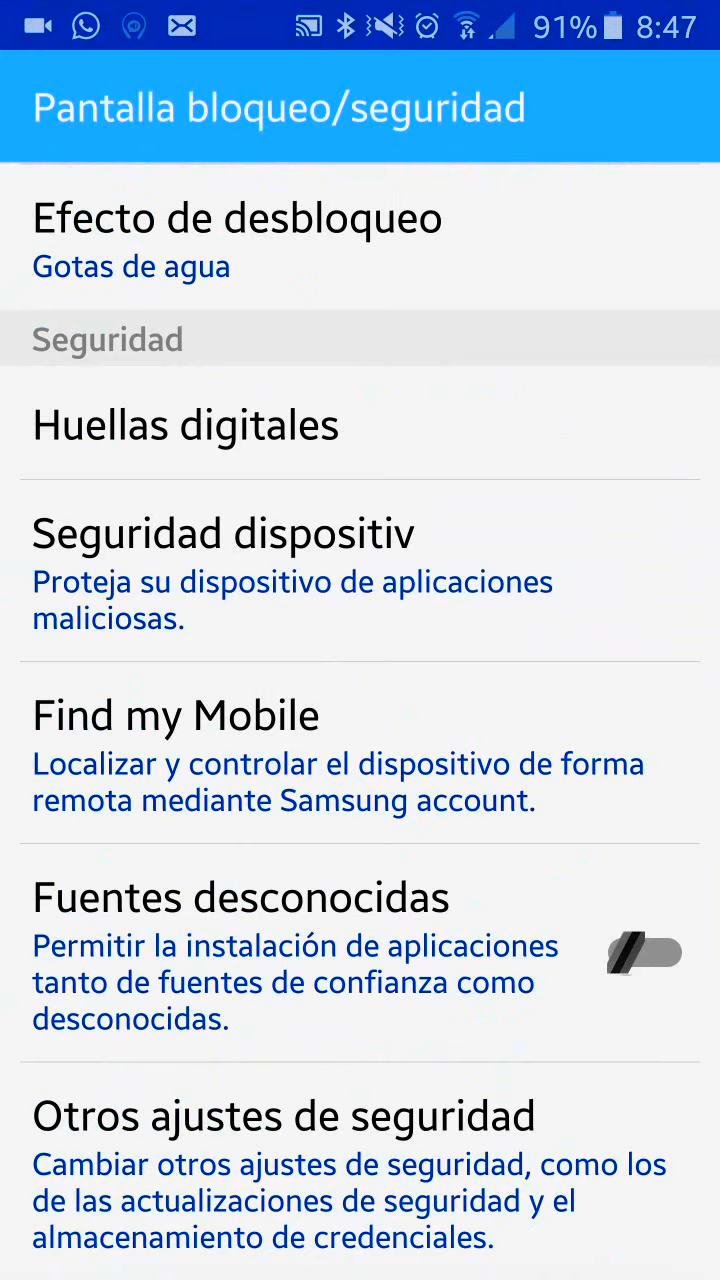 91% 8:47
Pantalla bloqueo/seguridad
Efecto de desbloqueo
Gotas de agua
Seguridad
Huellas digitales
Seguridad dispositiv
Proteja su dispositivo de aplicaciones
maliciosas.
Find my Mobile
Localizar y controlar el dispositivo de forma
remota mediante Samsung account.
Fuentes desconocidas
Permitir la instalación de aplicaciones
tanto de fuentes de confianza como
desconocidas.
Otros ajustes de seguridad
Cambiar otros ajustes de seguridad, como los
de las actualizaciones de seguridad y el
almacenamiento de credenciales.